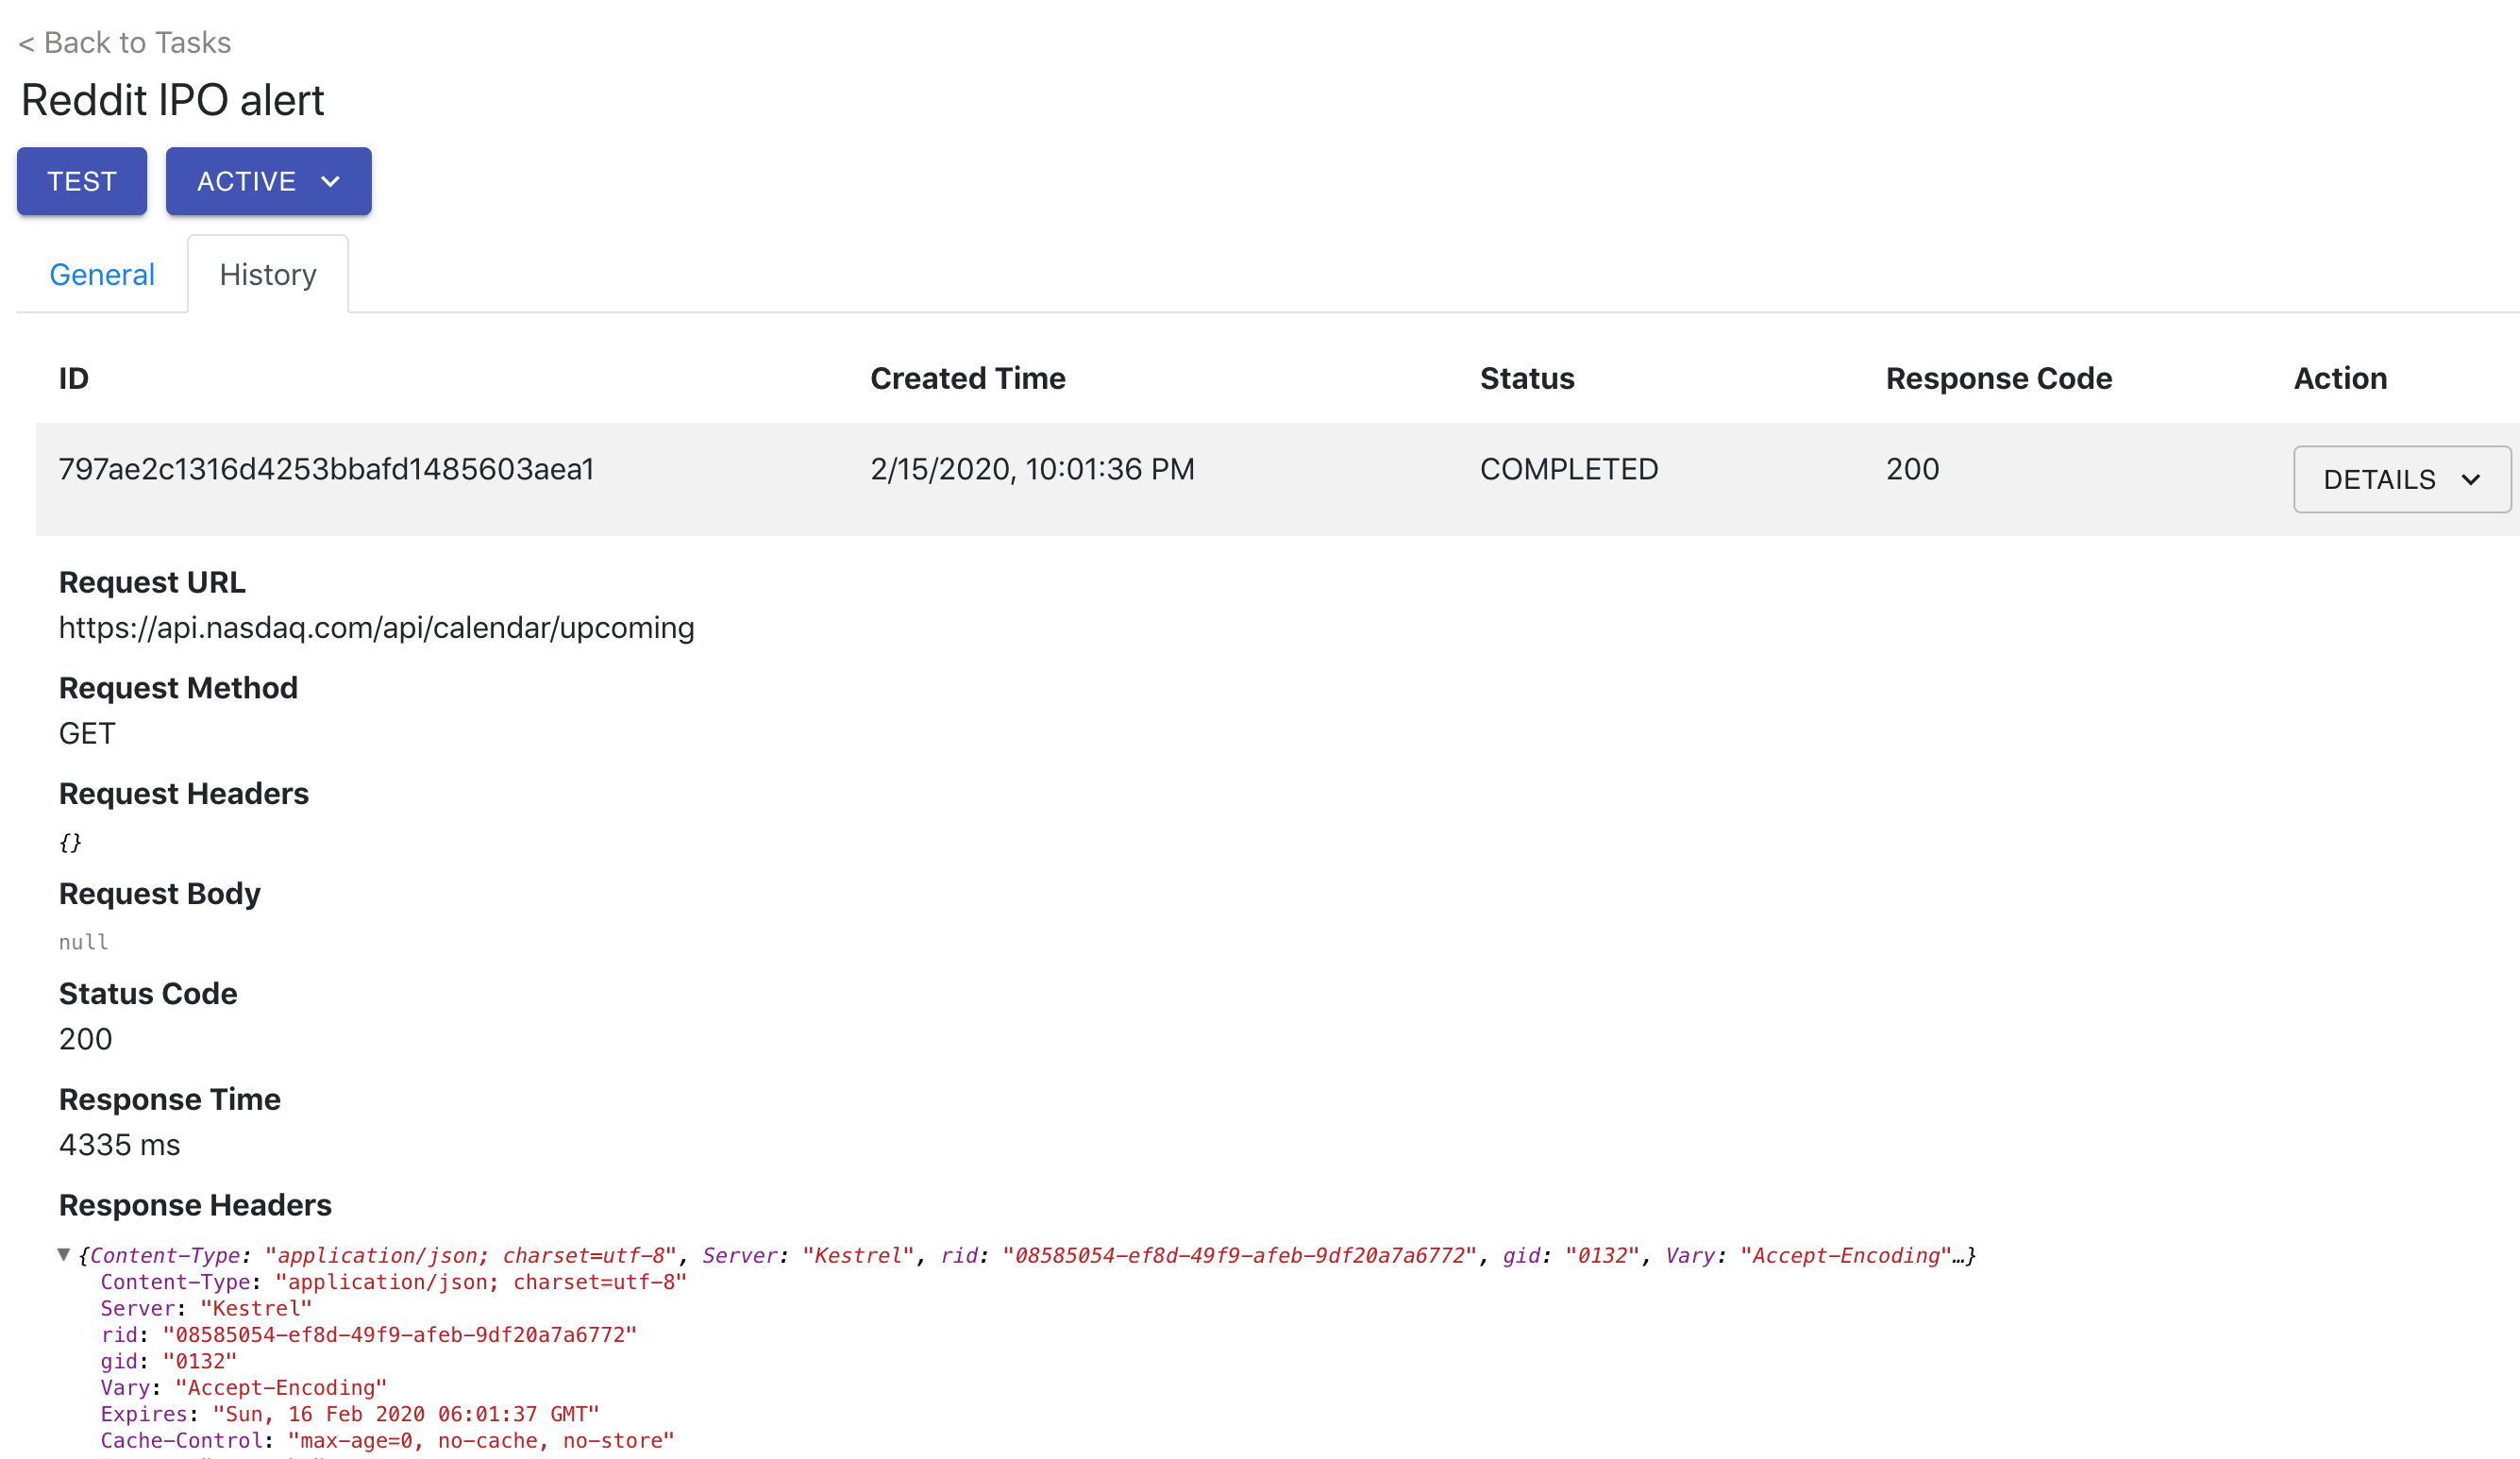 < Back to Tasks
Reddit IPO alert
TEST ACTIVE
General History
ID Created Time Status Response Code Action
797ae2c1316d4253bbafd1485603aea1 2/15/2020, 10:01:36 PM COMPLETED 200 DETAILS
Request URL
https://api.nasdaq.com/api/calendar/upcoming
Request Method
GET
Request Headers
{}
Request Body
null
Status Code
200
Response Time
4335 ms
Response Headers
▼ {Content-Type: "application/json; charset=utf-8", Server: "Kestrel", rid: "08585054-ef8d-49f9-afeb-9df20a7a6772", gid: "0132", Vary: "Accept-Encoding"…}
Content-Type: "application/json; charset=utf-8"
Server: "Kestrel"
rid: "08585054-ef8d-49f9-afeb-9df20a7a6772"
gid: "0132"
Vary: "Accept-Encoding"
Expires: "Sun, 16 Feb 2020 06:01:37 GMT"
Cache-Control: "max-age=0, no-cache, no-store"